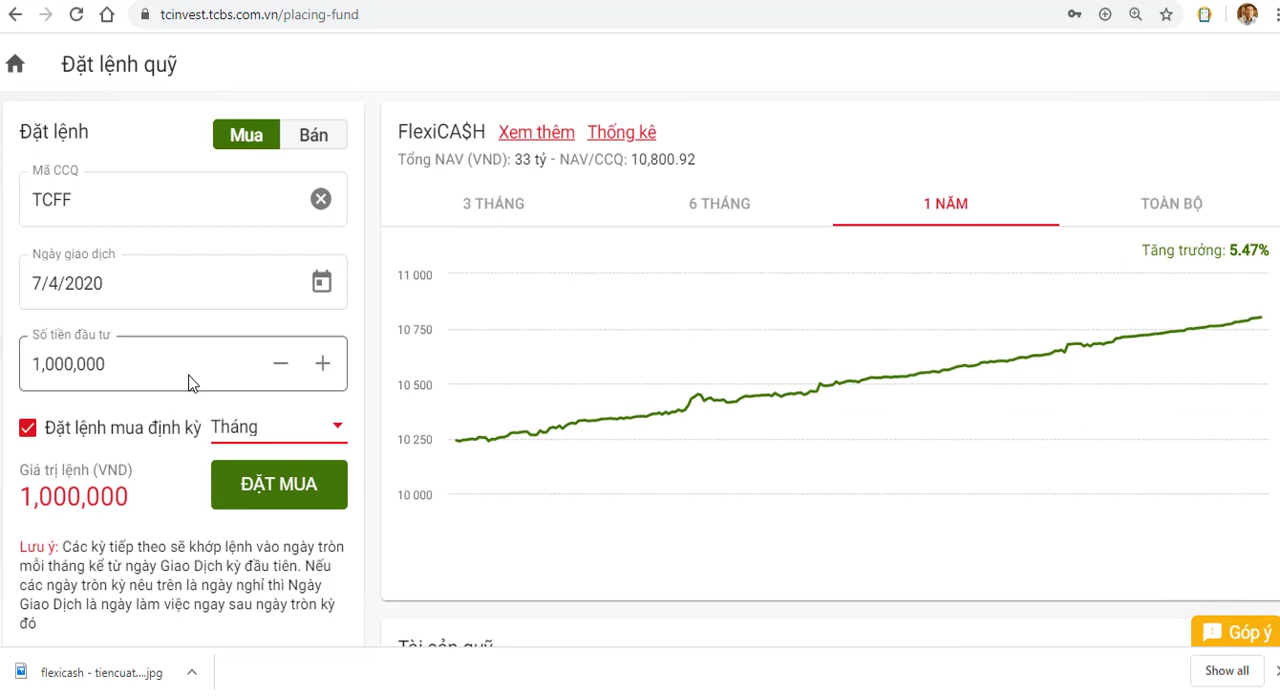 tcinvest.tcbs.com.vn/placing-fund
Đặt lệnh quỹ
Đặt lệnh
Mua
Bán
Mã CCQ
TCFF
Ngày giao dịch
7/4/2020
Số tiền đầu tư
1,000,000
Đặt lệnh mua định kỳ
Tháng
Giá trị lệnh (VND)
1,000,000
ĐẶT MUA
Lưu ý: Các kỳ tiếp theo sẽ khớp lệnh vào ngày tròn
mỗi tháng kể từ ngày Giao Dịch kỳ đầu tiên. Nếu
các ngày tròn kỳ nêu trên là ngày nghỉ thì Ngày
Giao Dịch là ngày làm việc ngay sau ngày tròn kỳ
đó
FlexiCA$H Xem thêm Thống kê
Tổng NAV (VND): 33 tỷ - NAV/CCQ: 10,800.92
3 THÁNG
6 THÁNG
1 NĂM
TOÀN BỘ
Tăng trưởng: 5.47%
11 000
10 750
10 500
10 250
10 000
Tài sản quỹ
Góp ý
flexicash - tiencuat....jpg
Show all